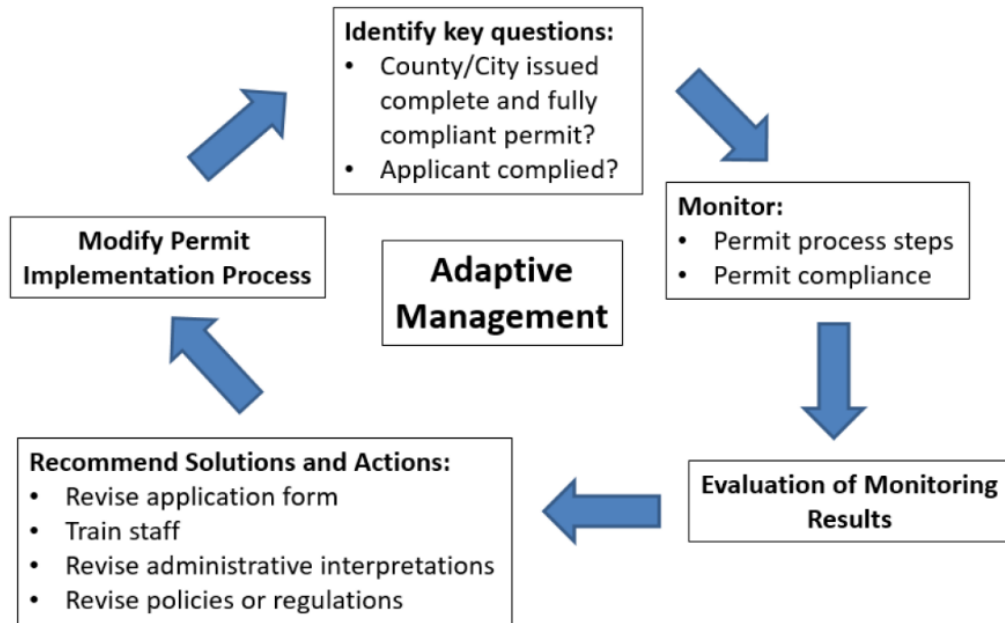 Identify key questions:
• County/City issued
complete and fully
compliant permit?
• Applicant complied?
Monitor:
• Permit process steps
• Permit compliance
Modify Permit
Implementation Process
Adaptive
Management
Recommend Solutions and Actions:
• Revise application form
• Train staff
• Revise administrative interpretations
• Revise policies or regulations
Evaluation of Monitoring
Results